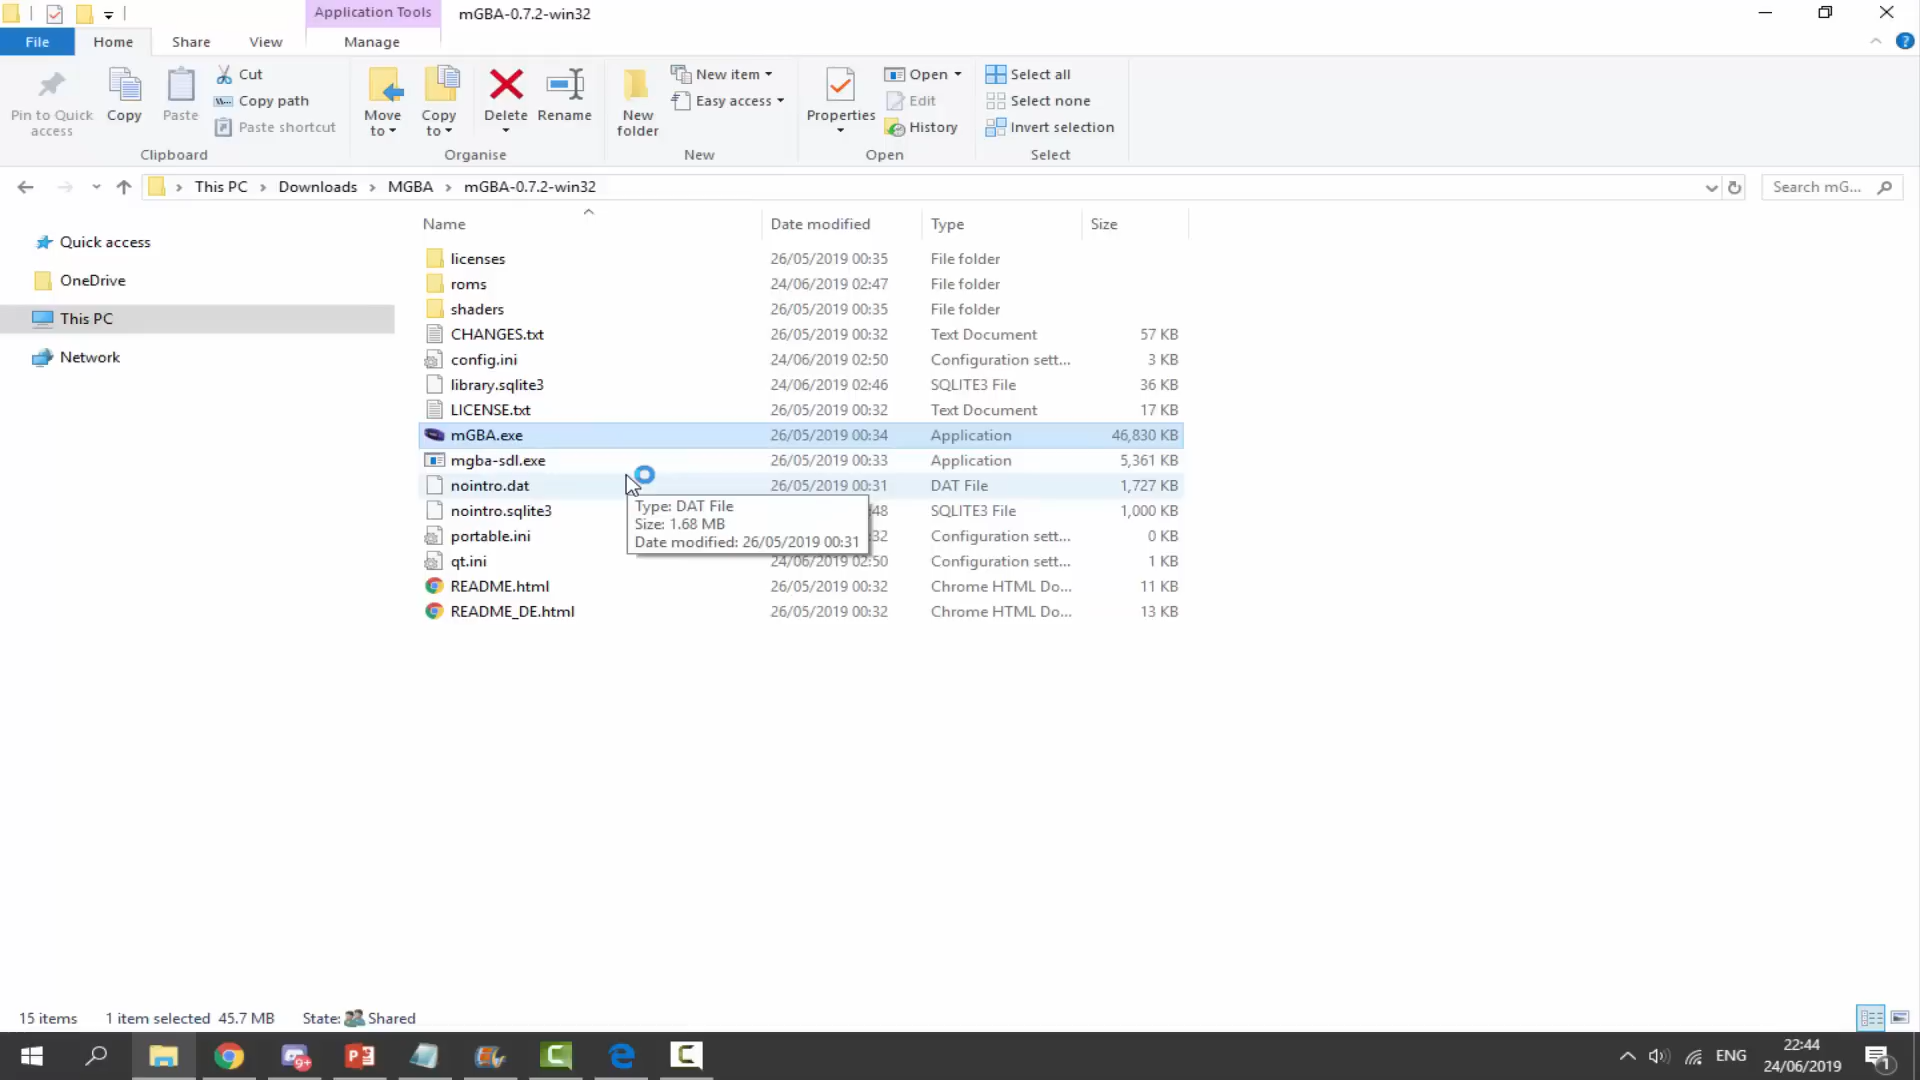 Application Tools mGBA-0.7.2-win32
File Home Share View Manage
Pin to Quick access
Copy
Paste
Cut
Copy path
Paste shortcut
Clipboard
Move to
Copy to
Delete
Rename
Organise
New folder
New item
Easy access
New
Properties
Open
Edit
History
Open
Select all
Select none
Invert selection
Select
This PC Downloads MGBA mGBA-0.7.2-win32
Search mG...
Quick access
OneDrive
This PC
Network
Name Date modified Type Size
licenses 26/05/2019 00:35 File folder
roms 24/06/2019 02:47 File folder
shaders 26/05/2019 00:35 File folder
CHANGES.txt 26/05/2019 00:32 Text Document 57 KB
config.ini 24/06/2019 02:50 Configuration sett... 3 KB
library.sqlite3 24/06/2019 02:46 SQLITE3 File 36 KB
LICENSE.txt 26/05/2019 00:32 Text Document 17 KB
mGBA.exe 26/05/2019 00:34 Application 46,830 KB
mgba-sdl.exe 26/05/2019 00:33 Application 5,361 KB
nointro.dat 26/05/2019 00:31 DAT File 1,727 KB
nointro.sqlite3 :48 SQLITE3 File 1,000 KB
portable.ini :32 Configuration sett... 0 KB
qt.ini 24/06/2019 02:50 Configuration sett... 1 KB
README.html 26/05/2019 00:32 Chrome HTML Do... 11 KB
README_DE.html 26/05/2019 00:32 Chrome HTML Do... 13 KB
Type: DAT File
Size: 1.68 MB
Date modified: 26/05/2019 00:31
15 items 1 item selected 45.7 MB State: Shared
9+
ENG
22:44
24/06/2019
1